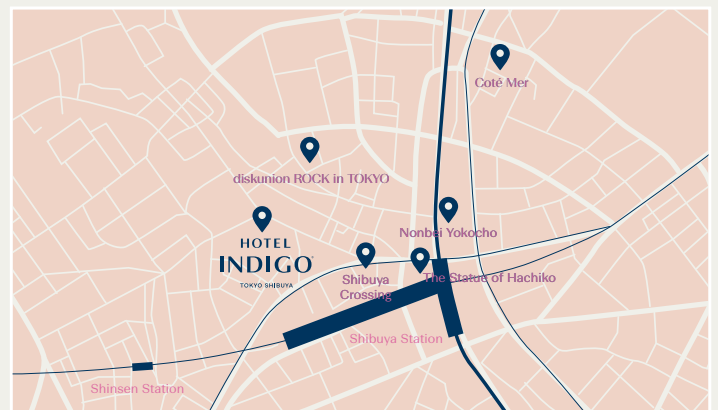 Coté Mer
diskunion ROCK in TOKYO
Nonbei Yokocho
HOTEL
INDIGO
TOKYO SHIBUYA
Shibuya
Crossing
The Statue of Hachiko
Shibuya Station
Shinsen Station